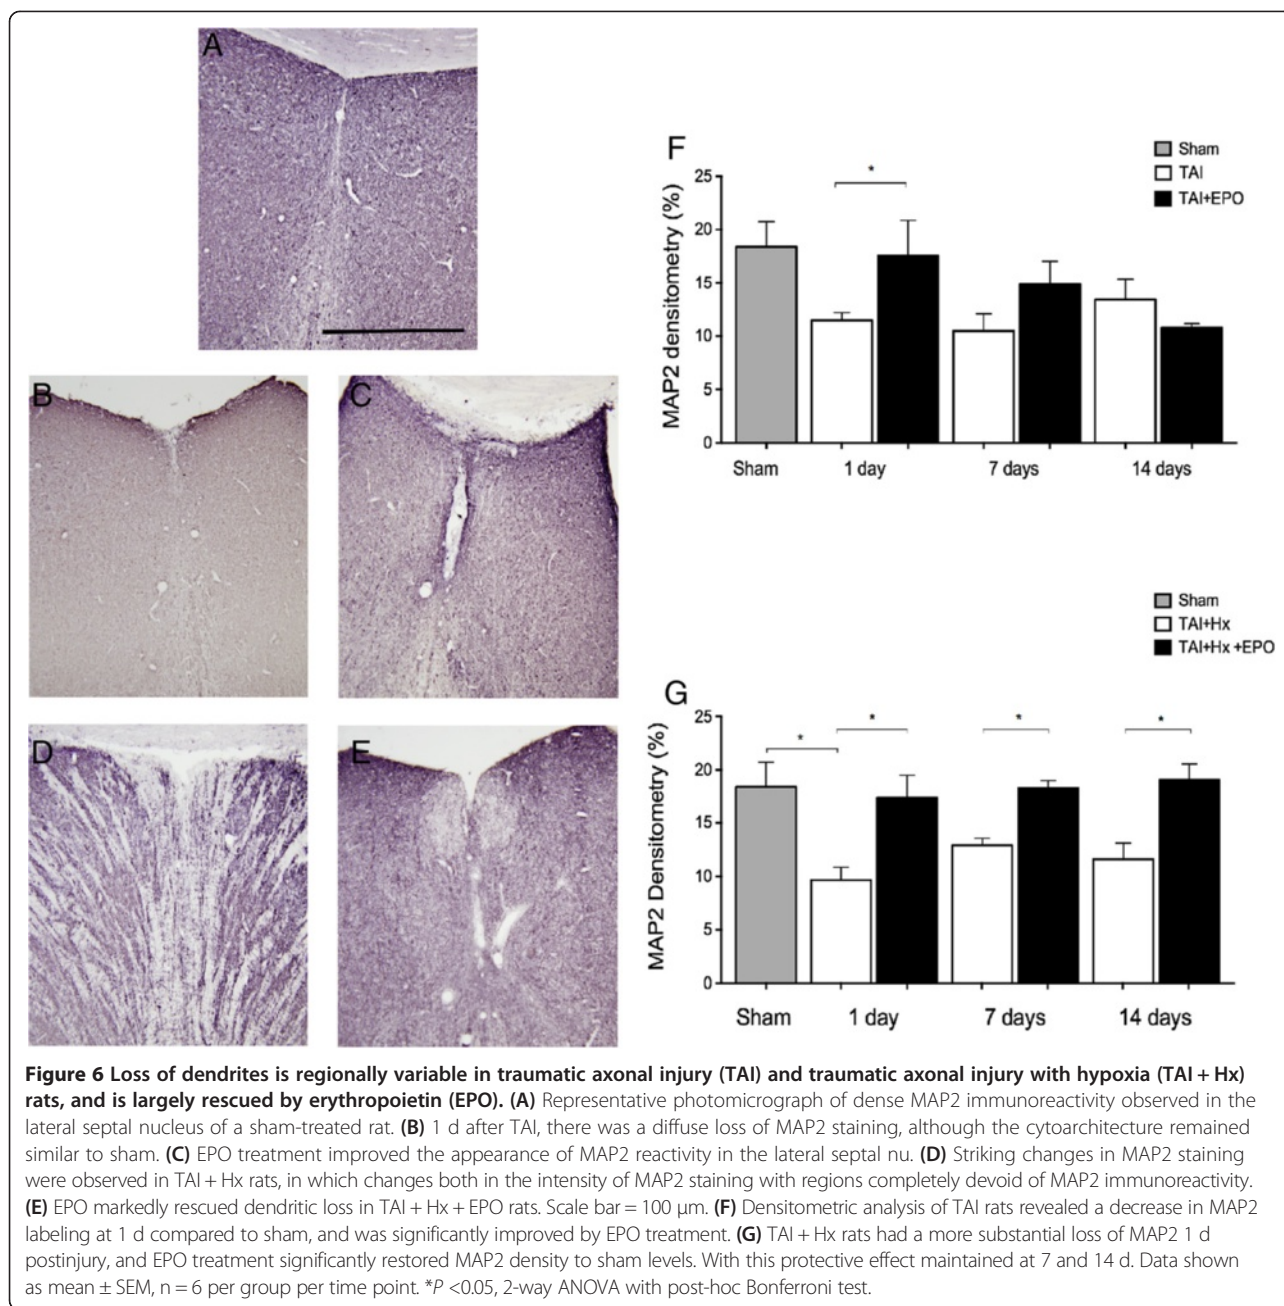 A
B
C
D
E
F
Sham
TAI
TAI+EPO
MAP2 densitometry (%)
25
20
15
10
5
0
*
Sham 1 day 7 days 14 days
G
Sham
TAI+Hx
TAI+Hx +EPO
MAP2 Densitometry (%)
25
20
15
10
5
0
* * * *
Sham 1 day 7 days 14 days
Figure 6 Loss of dendrites is regionally variable in traumatic axonal injury (TAI) and traumatic axonal injury with hypoxia (TAI + Hx)
rats, and is largely rescued by erythropoietin (EPO). (A) Representative photomicrograph of dense MAP2 immunoreactivity observed in the
lateral septal nucleus of a sham-treated rat. (B) 1 d after TAI, there was a diffuse loss of MAP2 staining, although the cytoarchitecture remained
similar to sham. (C) EPO treatment improved the appearance of MAP2 reactivity in the lateral septal nu. (D) Striking changes in MAP2 staining
were observed in TAI + Hx rats, in which changes both in the intensity of MAP2 staining with regions completely devoid of MAP2 immunoreactivity.
(E) EPO markedly rescued dendritic loss in TAI + Hx + EPO rats. Scale bar = 100 μm. (F) Densitometric analysis of TAI rats revealed a decrease in MAP2
labeling at 1 d compared to sham, and was significantly improved by EPO treatment. (G) TAI + Hx rats had a more substantial loss of MAP2 1 d
postinjury, and EPO treatment significantly restored MAP2 density to sham levels. With this protective effect maintained at 7 and 14 d. Data shown
as mean ± SEM, n = 6 per group per time point. *P <0.05, 2-way ANOVA with post-hoc Bonferroni test.